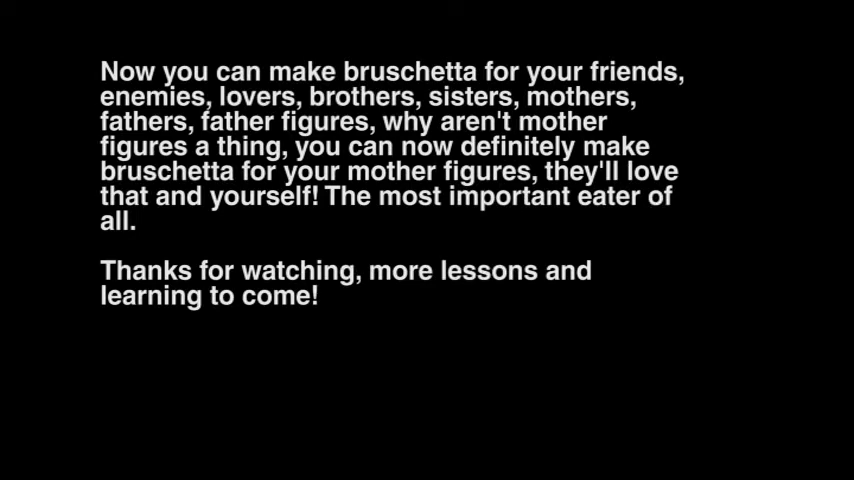 Now you can make bruschetta for your friends,
enemies, lovers, brothers, sisters, mothers,
fathers, father figures, why aren't mother
figures a thing, you can now definitely make
bruschetta for your mother figures, they'll love
that and yourself! The most important eater of
all.
Thanks for watching, more lessons and
learning to come!